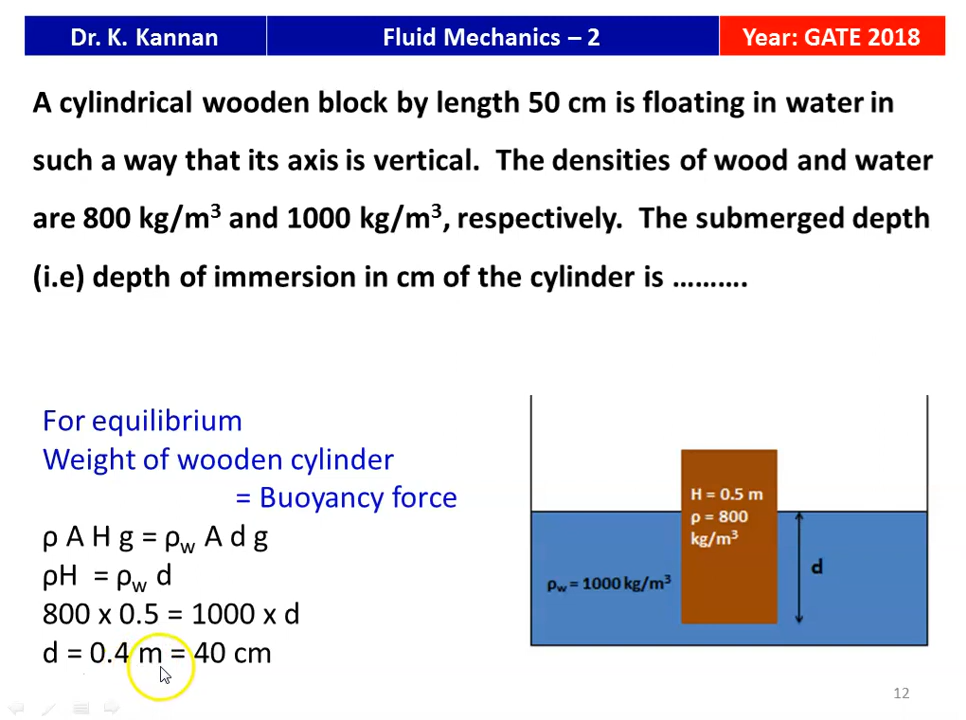 Dr. K. Kannan
Fluid Mechanics – 2
Year: GATE 2018
A cylindrical wooden block by length 50 cm is floating in water in
such a way that its axis is vertical. The densities of wood and water
are 800 kg/m³ and 1000 kg/m³, respectively. The submerged depth
(i.e) depth of immersion in cm of the cylinder is ……….
For equilibrium
Weight of wooden cylinder
= Buoyancy force
ρ A H g = ρw A d g
ρH = ρw d
800 x 0.5 = 1000 x d
d = 0.4 m = 40 cm
H = 0.5 m
ρ = 800
kg/m³
d
ρw = 1000 kg/m³
12